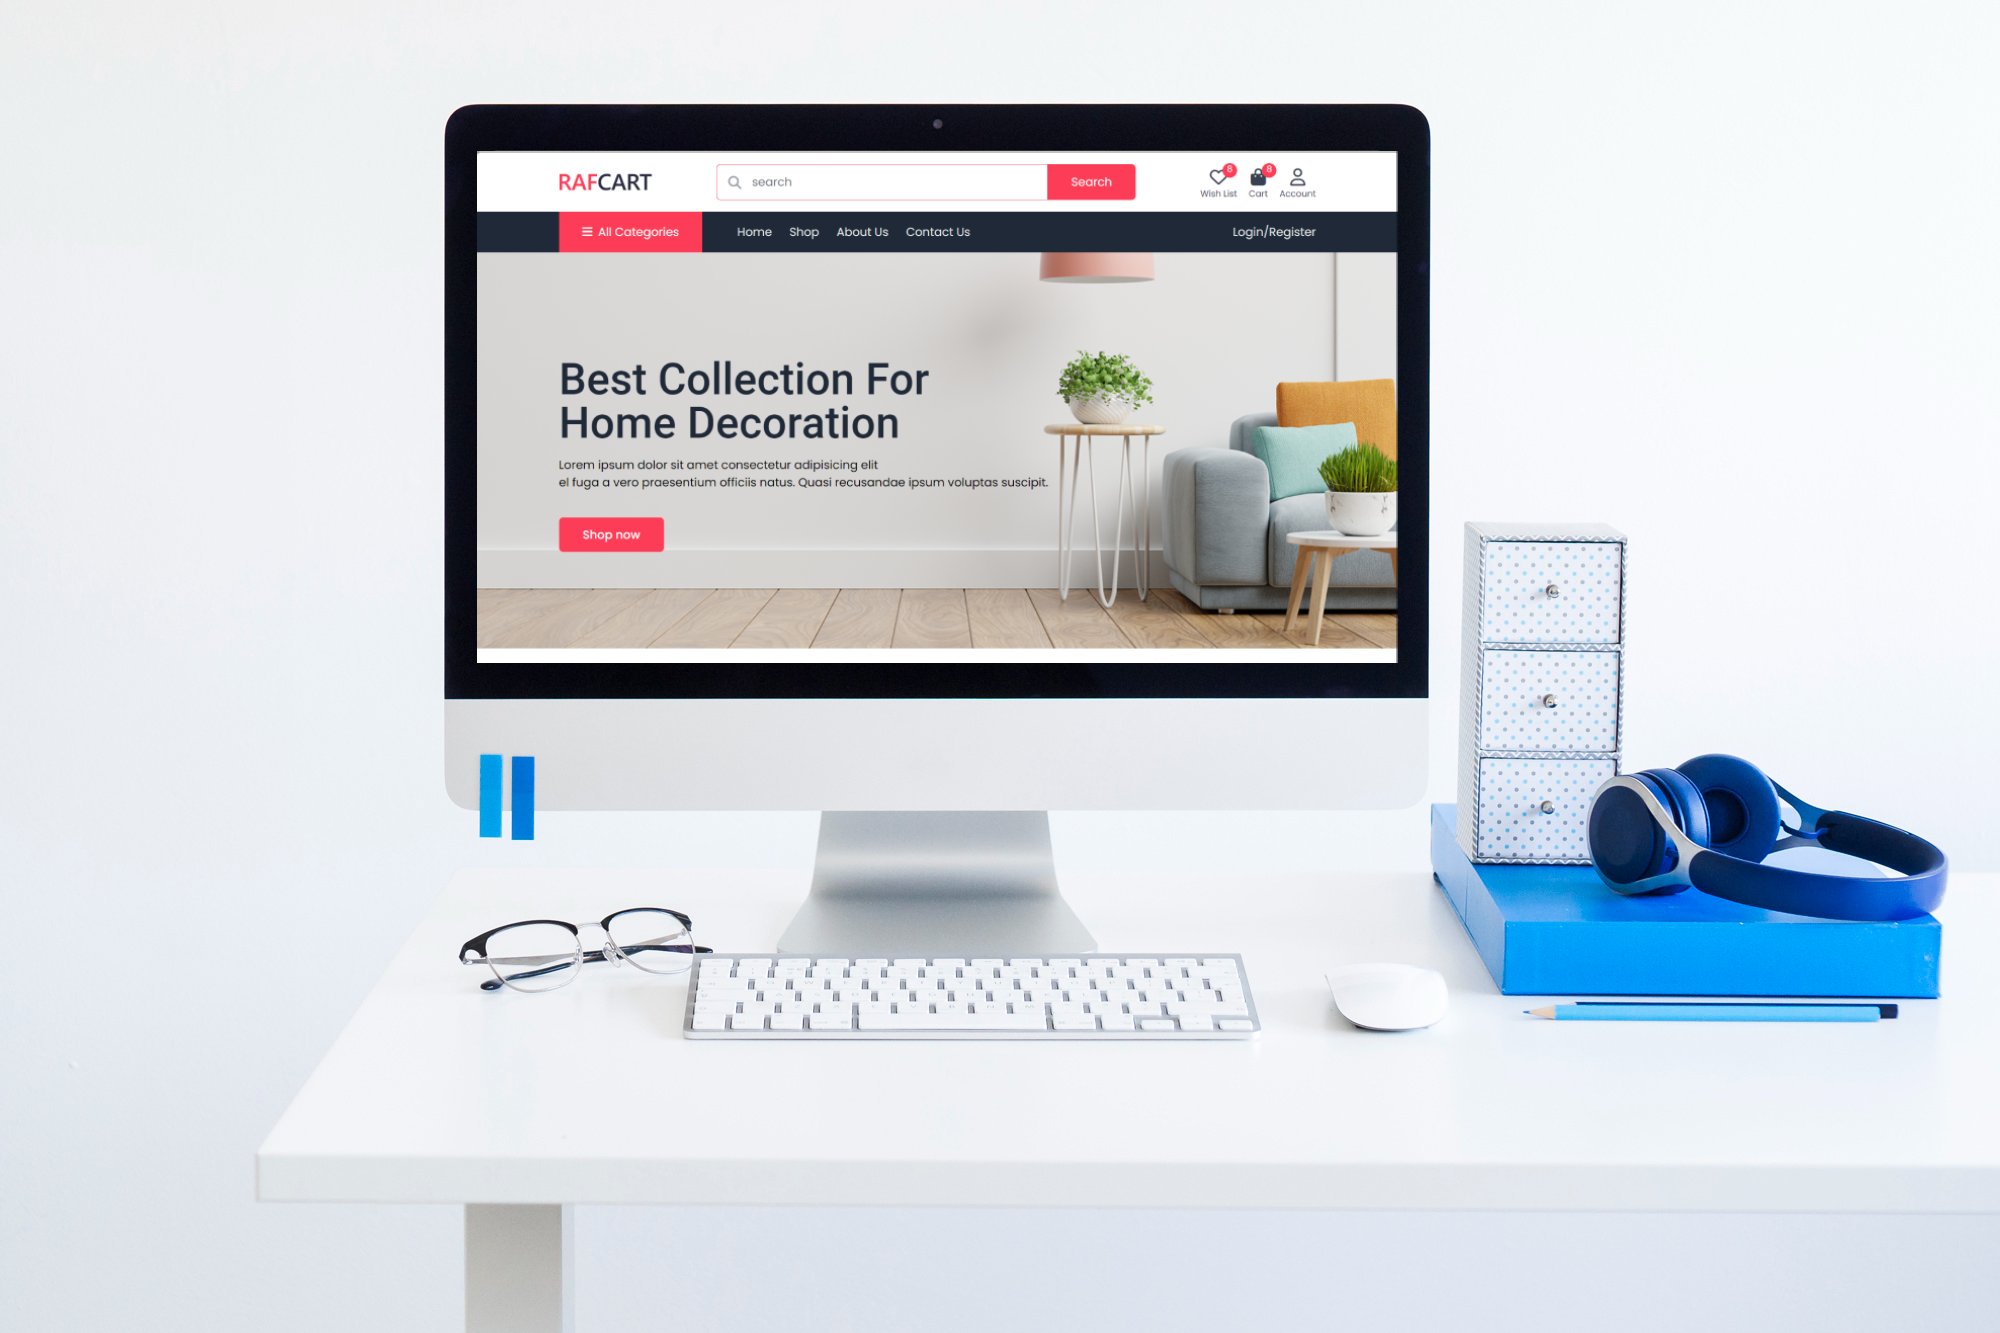 RAFCART
search
Search
8
8
Wish List
Cart
Account
All Categories
Home
Shop
About Us
Contact Us
Login/Register
Best Collection For
Home Decoration
Lorem ipsum dolor sit amet consectetur adipisicing elit
el fuga a vero praesentium officiis natus. Quasi recusandae ipsum voluptas suscipit.
Shop now